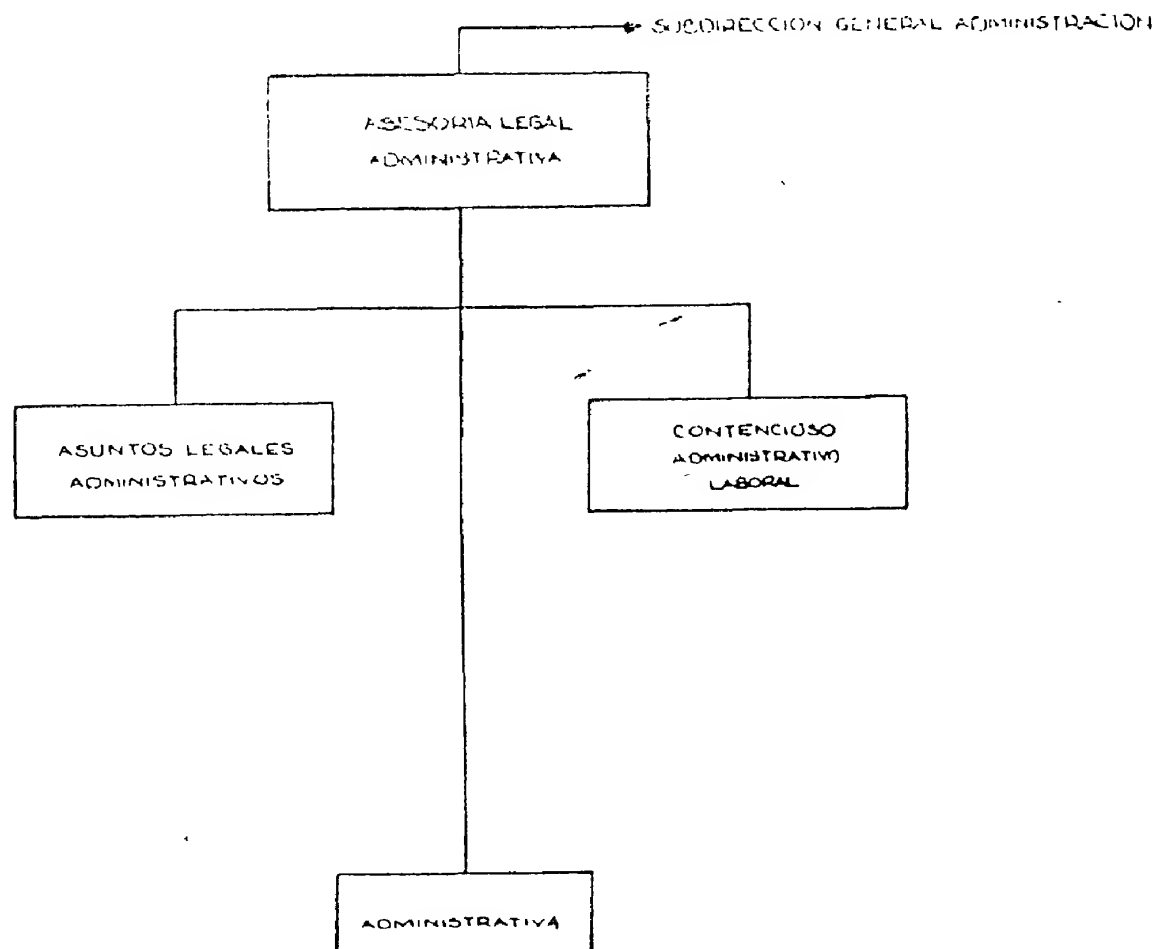 SUBDIRECCION GENERAL ADMINISTRACION
ASESORIA LEGAL
ADMINISTRATIVA
ASUNTOS LEGALES
ADMINISTRATIVOS
CONTENCIOSO
ADMINISTRATIVO
LABORAL
ADMINISTRATIVA